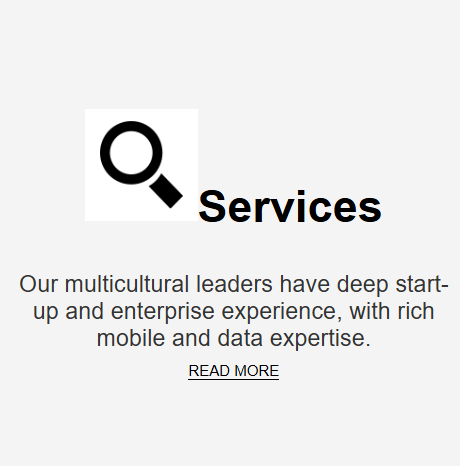 Services
Our multicultural leaders have deep start-
up and enterprise experience, with rich
mobile and data expertise.
READ MORE